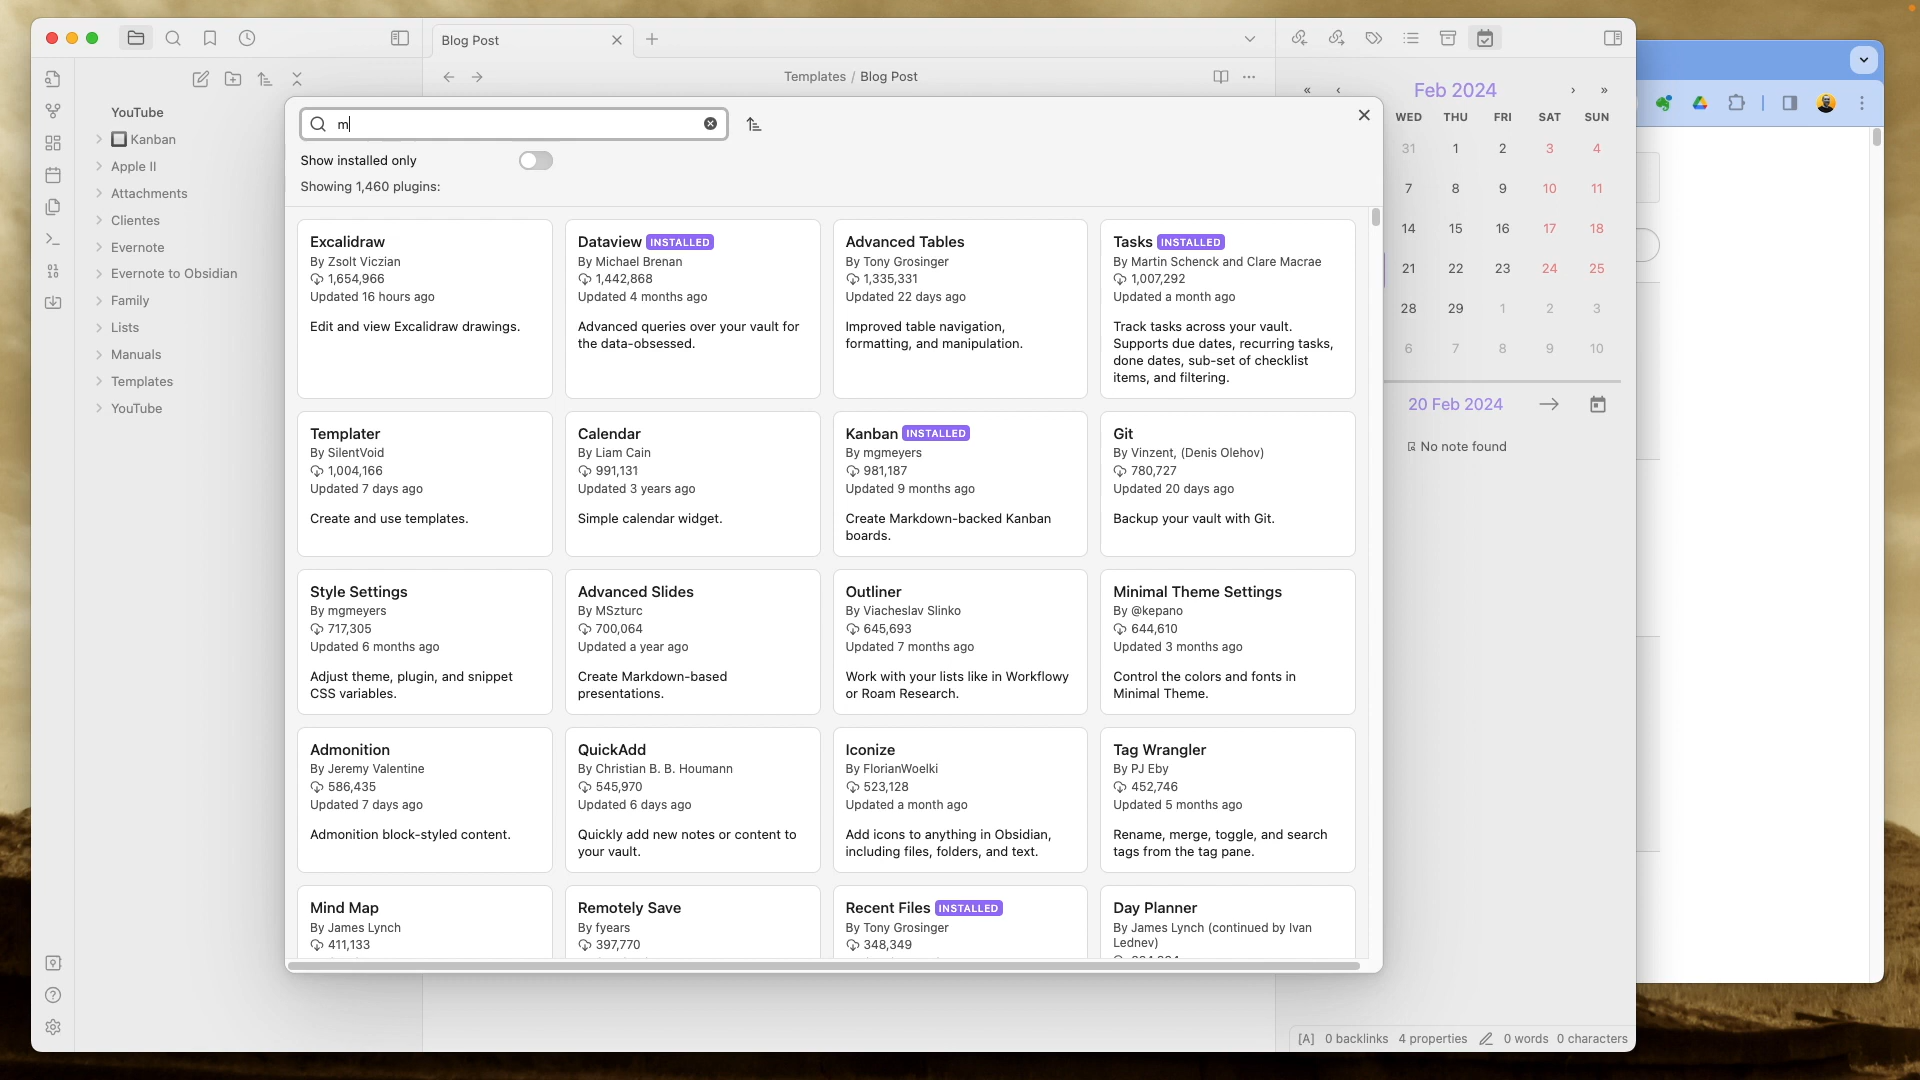 Blog Post
Templates / Blog Post
YouTube
Kanban
Apple II
Attachments
Clientes
Evernote
Evernote to Obsidian
Family
Lists
Manuals
Templates
YouTube
m
Show installed only
Showing 1,460 plugins:
Excalidraw
By Zsolt Viczian
1,654,966
Updated 16 hours ago
Edit and view Excalidraw drawings.
Dataview INSTALLED
By Michael Brenan
1,442,868
Updated 4 months ago
Advanced queries over your vault for
the data-obsessed.
Advanced Tables
By Tony Grosinger
1,335,331
Updated 22 days ago
Improved table navigation,
formatting, and manipulation.
Tasks INSTALLED
By Martin Schenck and Clare Macrae
1,007,292
Updated a month ago
Track tasks across your vault.
Supports due dates, recurring tasks,
done dates, sub-set of checklist
items, and filtering.
Templater
By SilentVoid
1,004,166
Updated 7 days ago
Create and use templates.
Calendar
By Liam Cain
991,131
Updated 3 years ago
Simple calendar widget.
Kanban INSTALLED
By mgmeyers
981,187
Updated 9 months ago
Create Markdown-backed Kanban
boards.
Git
By Vinzent, (Denis Olehov)
780,727
Updated 20 days ago
Backup your vault with Git.
Style Settings
By mgmeyers
717,305
Updated 6 months ago
Adjust theme, plugin, and snippet
CSS variables.
Advanced Slides
By MSzturc
700,064
Updated a year ago
Create Markdown-based
presentations.
Outliner
By Viacheslav Slinko
645,693
Updated 7 months ago
Work with your lists like in Workflowy
or Roam Research.
Minimal Theme Settings
By @kepano
644,610
Updated 3 months ago
Control the colors and fonts in
Minimal Theme.
Admonition
By Jeremy Valentine
586,435
Updated 7 days ago
Admonition block-styled content.
QuickAdd
By Christian B. B. Houmann
545,970
Updated 6 days ago
Quickly add new notes or content to
your vault.
Iconize
By FlorianWoelki
523,128
Updated a month ago
Add icons to anything in Obsidian,
including files, folders, and text.
Tag Wrangler
By PJ Eby
452,746
Updated 5 months ago
Rename, merge, toggle, and search
tags from the tag pane.
Mind Map
By James Lynch
411,133
Remotely Save
By fyears
397,770
Recent Files INSTALLED
By Tony Grosinger
348,349
Day Planner
By James Lynch (continued by Ivan
Lednev)
« ‹ Feb 2024 › »
WED THU FRI SAT SUN
31 1 2 3 4
7 8 9 10 11
14 15 16 17 18
21 22 23 24 25
28 29 1 2 3
6 7 8 9 10
20 Feb 2024
No note found
[A] 0 backlinks 4 properties 0 words 0 characters